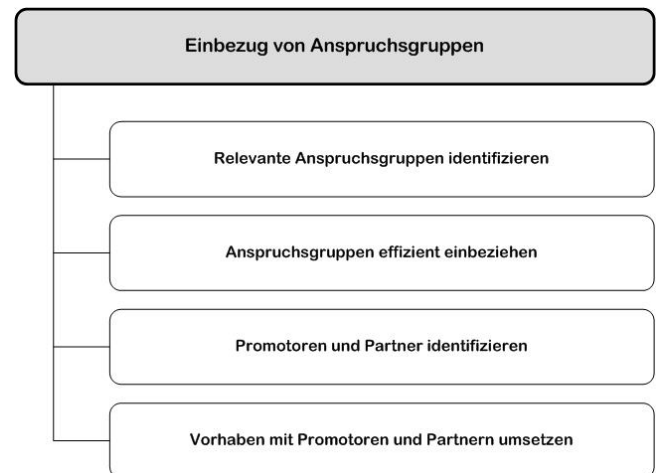 Einbezug von Anspruchsgruppen
Relevante Anspruchsgruppen identifizieren
Anspruchsgruppen effizient einbeziehen
Promotoren und Partner identifizieren
Vorhaben mit Promotoren und Partnern umsetzen